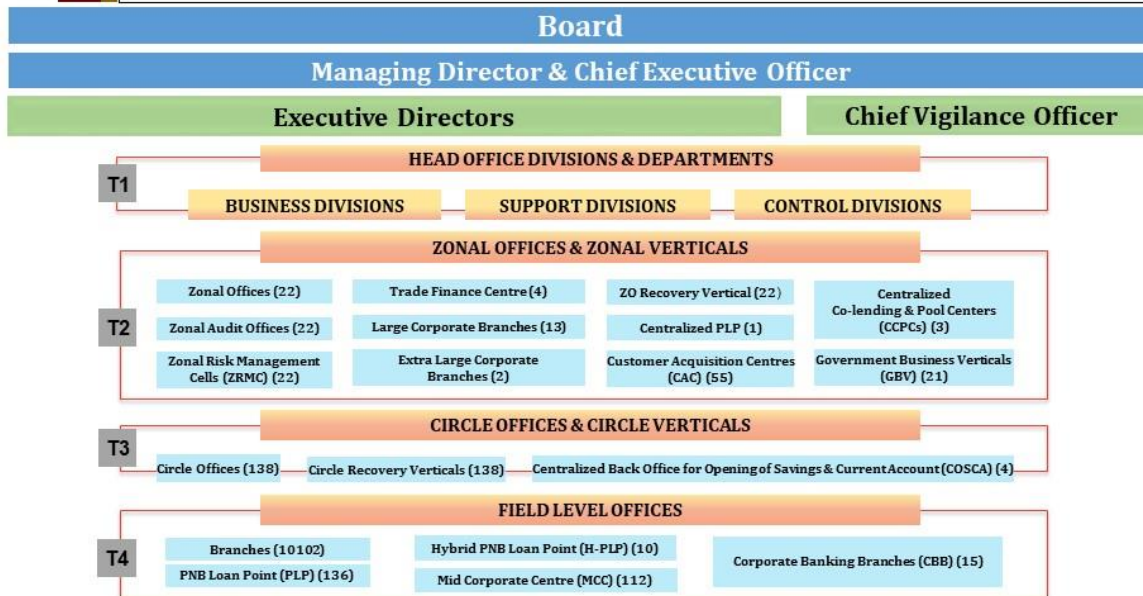 Board
Managing Director & Chief Executive Officer
Executive Directors
Chief Vigilance Officer
T1
HEAD OFFICE DIVISIONS & DEPARTMENTS
BUSINESS DIVISIONS
SUPPORT DIVISIONS
CONTROL DIVISIONS
T2
ZONAL OFFICES & ZONAL VERTICALS
Zonal Offices (22)
Trade Finance Centre (4)
ZO Recovery Vertical (22)
Centralized
Co-lending & Pool Centers
(CCPCs) (3)
Zonal Audit Offices (22)
Large Corporate Branches (13)
Centralized PLP (1)
Zonal Risk Management
Cells (ZRMC) (22)
Extra Large Corporate
Branches (2)
Customer Acquisition Centres
(CAC) (55)
Government Business Verticals
(GBV) (21)
T3
CIRCLE OFFICES & CIRCLE VERTICALS
Circle Offices (138)
Circle Recovery Verticals (138)
Centralized Back Office for Opening of Savings & Current Account (COSCA) (4)
T4
FIELD LEVEL OFFICES
Branches (10102)
Hybrid PNB Loan Point (H-PLP) (10)
Corporate Banking Branches (CBB) (15)
PNB Loan Point (PLP) (136)
Mid Corporate Centre (MCC) (112)